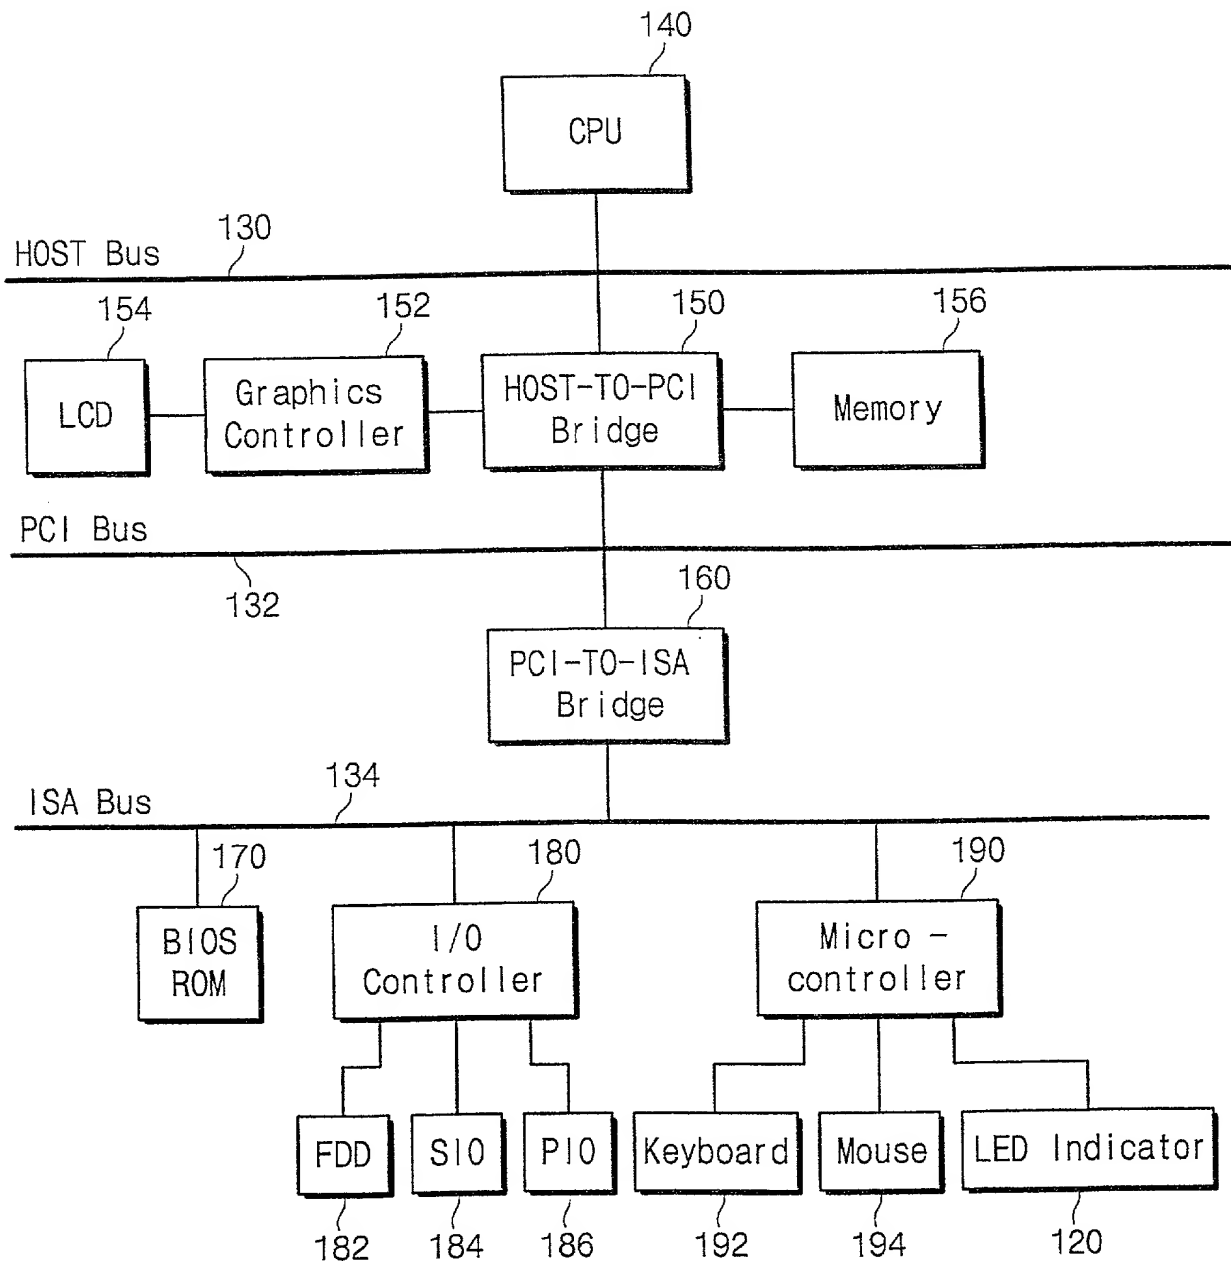 140
CPU
HOST Bus
130
154
152
150
156
LCD
Graphics
Controller
HOST-TO-PCI
Bridge
Memory
PCI Bus
132
160
PCI-TO-ISA
Bridge
ISA Bus
134
170
180
190
BIOS
ROM
I/O
Controller
Micro-
controller
FDD
SIO
PIO
Keyboard
Mouse
LED Indicator
182
184
186
192
194
120